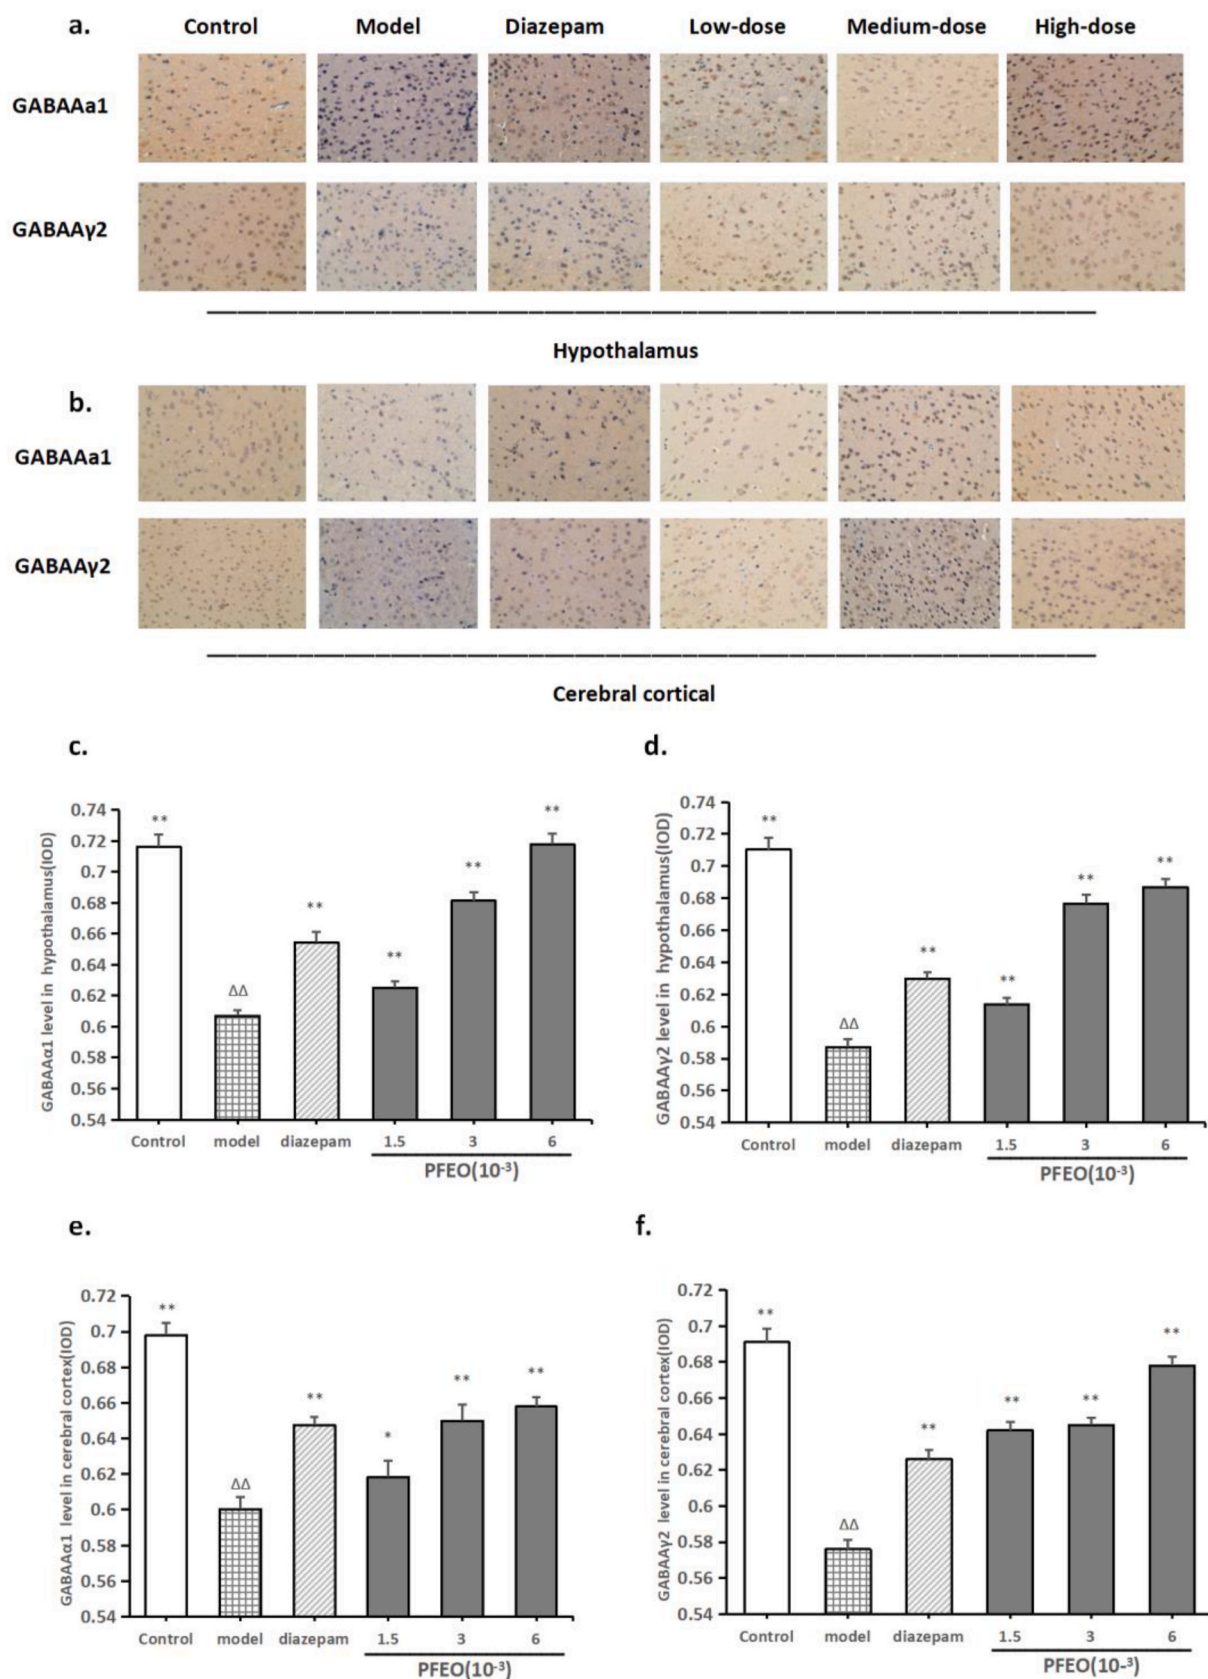 a.
Control Model Diazepam Low-dose Medium-dose High-dose
GABAAa1
GABAAγ2
Hypothalamus
b.
GABAAa1
GABAAγ2
Cerebral cortical
c.
GABAAα1 level in hypothalamus(IOD)
0.74
0.72
0.7
0.68
0.66
0.64
0.62
0.6
0.58
0.56
0.54
** ΔΔ ** ** ** **
Control model diazepam 1.5 3 6
PFEO(10⁻³)
d.
GABAAγ2 level in hypothalamus(IOD)
0.74
0.72
0.7
0.68
0.66
0.64
0.62
0.6
0.58
0.56
0.54
** ΔΔ ** ** ** **
Control model diazepam 1.5 3 6
PFEO(10⁻³)
e.
GABAAα1 level in cerebral cortex(IOD)
0.72
0.7
0.68
0.66
0.64
0.62
0.6
0.58
0.56
0.54
** ΔΔ ** * ** **
Control model diazepam 1.5 3 6
PFEO(10⁻³)
f.
GABAAγ2 level in cerebral cortex(IOD)
0.72
0.7
0.68
0.66
0.64
0.62
0.6
0.58
0.56
0.54
** ΔΔ ** ** ** **
Control model diazepam 1.5 3 6
PFEO(10⁻³)